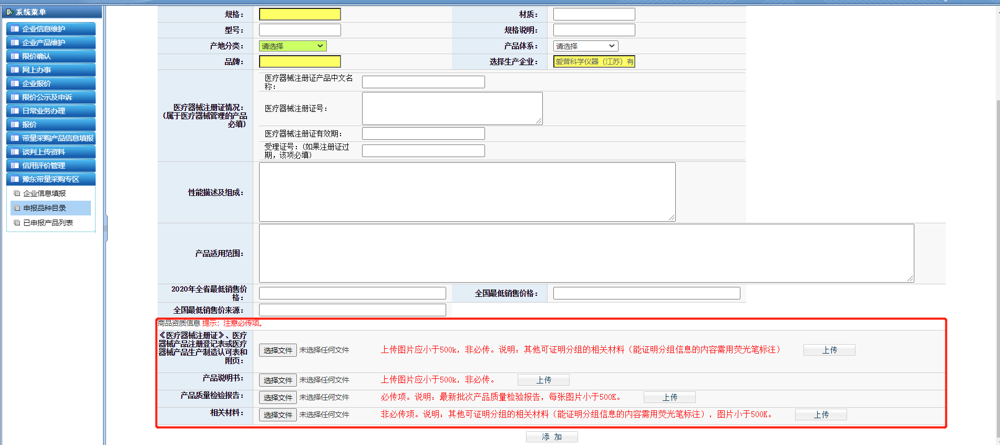 系统菜单
企业信息维护
企业产品维护
限价确认
网上办事
企业报价
限价公示及申诉
日常业务办理
报价
带量采购产品信息填报
谈判上传资料
信用评价管理
豫东带量采购专区
企业信息填报
申报品种目录
已申报产品列表
规格： 材质：
型号： 规格说明：
产地分类： 请选择 产品体系： 请选择
品牌： 选择生产企业： 爱普科学仪器（江苏）有
医疗器械注册证情况：
（属于医疗器械管理的产品
必填）
医疗器械注册证产品中文名
称：
医疗器械注册证号：
医疗器械注册证有效期：
受理证号：（如果注册证过
期，该项必填）
性能描述及组成：
产品适用范围：
2020年全省最低销售价
格：
全国最低销售价格：
全国最低销售价来源：
商品资质信息 提示：注意必传项。
《医疗器械注册证》、医疗
器械产品注册登记表或医疗
器械产品生产制造认可表和
附页：
选择文件 未选择任何文件 上传图片应小于500k，非必传。说明：其他可证明分组的相关材料（能证明分组信息的内容需用荧光笔标注） 上传
产品说明书： 选择文件 未选择任何文件 上传图片应小于500k，非必传。 上传
产品质量检验报告： 选择文件 未选择任何文件 必传项。说明：最新批次产品质量检验报告，每张图片小于500K。 上传
相关材料： 选择文件 未选择任何文件 非必传项。说明：其他可证明分组的相关材料（能证明分组信息的内容需用荧光笔标注），图片小于500K。 上传
添 加